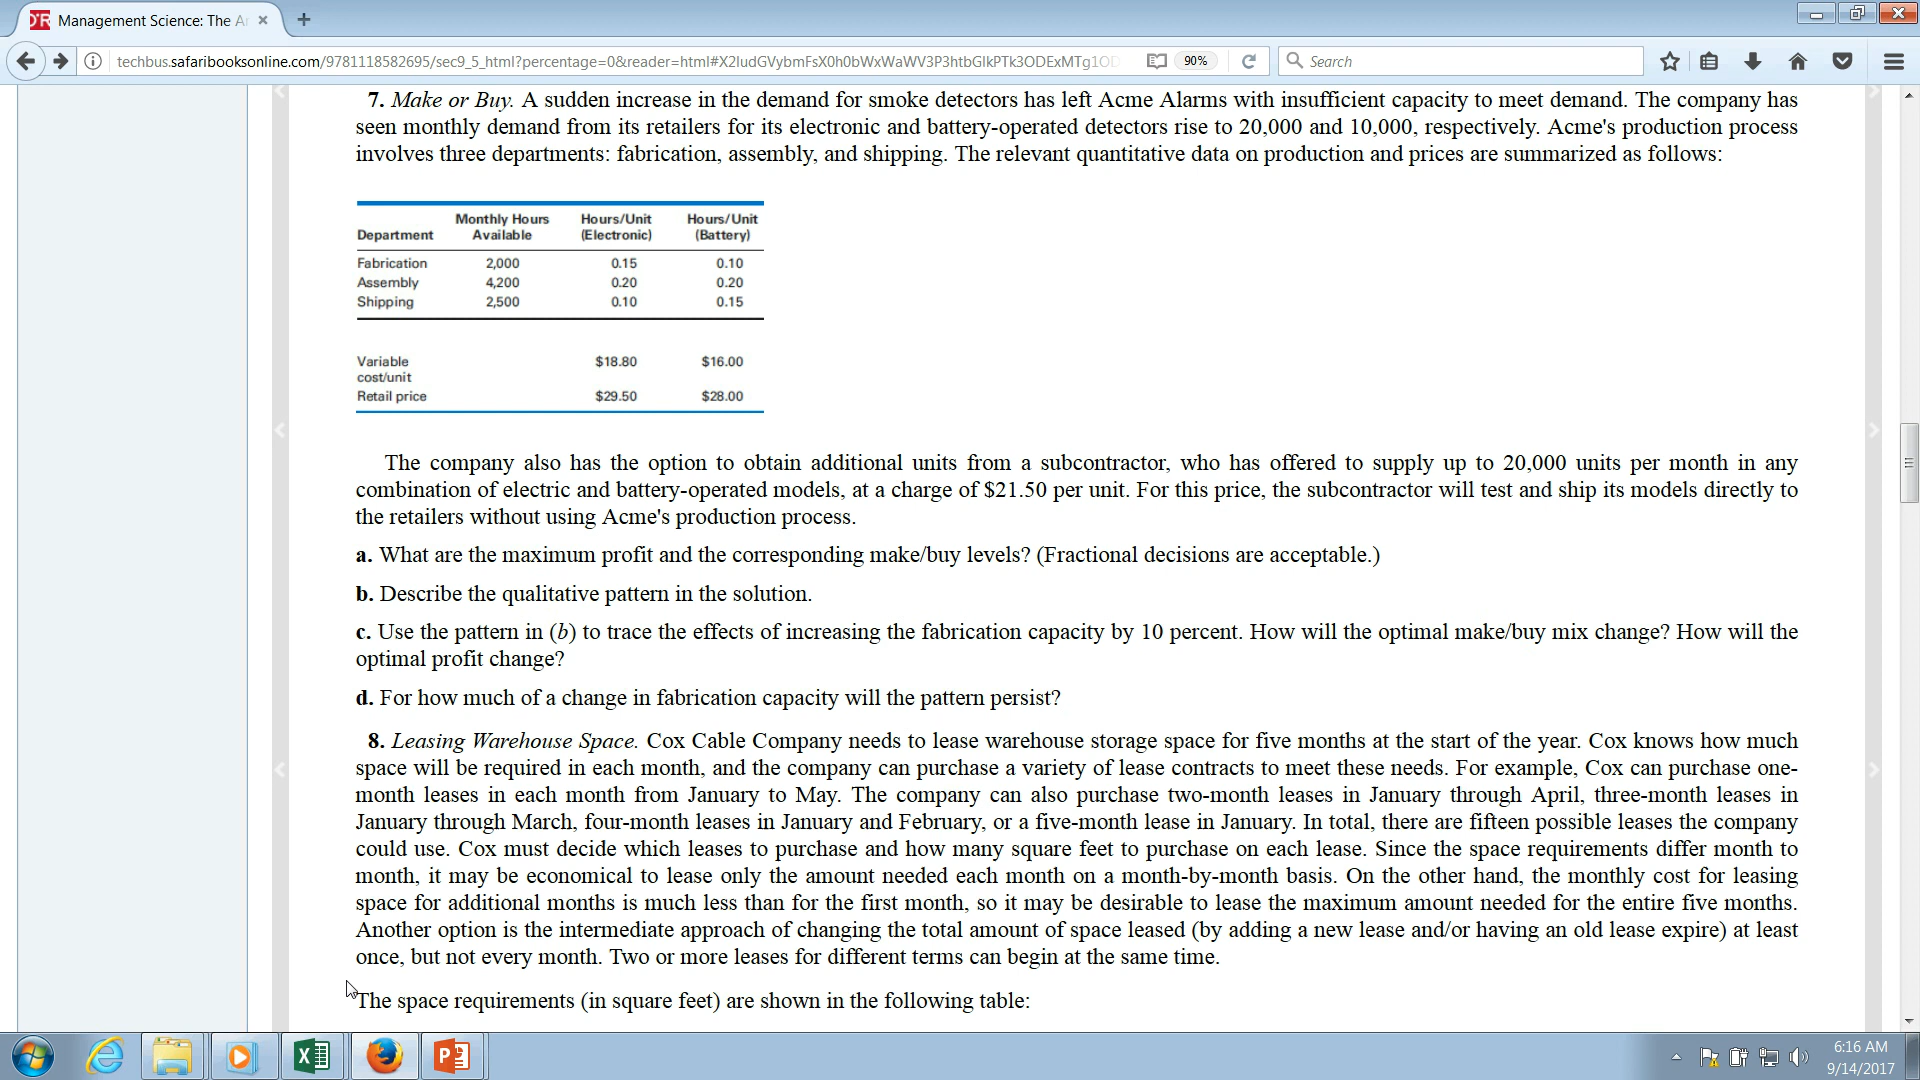 Management Science: The A
techbus.safaribooksonline.com/9781118582695/sec9_5_html?percentage=0&reader=html#X2ludGVybmFsX0h0bWxWaWV3P3htbGlkPTk3ODExMTg1OD
90%
Search
7. Make or Buy. A sudden increase in the demand for smoke detectors has left Acme Alarms with insufficient capacity to meet demand. The company has
seen monthly demand from its retailers for its electronic and battery-operated detectors rise to 20,000 and 10,000, respectively. Acme's production process
involves three departments: fabrication, assembly, and shipping. The relevant quantitative data on production and prices are summarized as follows:
Monthly Hours Hours/Unit Hours/Unit
Department Available (Electronic) (Battery)
Fabrication 2,000 0.15 0.10
Assembly 4,200 0.20 0.20
Shipping 2,500 0.10 0.15
Variable $18.80 $16.00
cost/unit
Retail price $29.50 $28.00
The company also has the option to obtain additional units from a subcontractor, who has offered to supply up to 20,000 units per month in any
combination of electric and battery-operated models, at a charge of $21.50 per unit. For this price, the subcontractor will test and ship its models directly to
the retailers without using Acme's production process.
a. What are the maximum profit and the corresponding make/buy levels? (Fractional decisions are acceptable.)
b. Describe the qualitative pattern in the solution.
c. Use the pattern in (b) to trace the effects of increasing the fabrication capacity by 10 percent. How will the optimal make/buy mix change? How will the
optimal profit change?
d. For how much of a change in fabrication capacity will the pattern persist?
8. Leasing Warehouse Space. Cox Cable Company needs to lease warehouse storage space for five months at the start of the year. Cox knows how much
space will be required in each month, and the company can purchase a variety of lease contracts to meet these needs. For example, Cox can purchase one-
month leases in each month from January to May. The company can also purchase two-month leases in January through April, three-month leases in
January through March, four-month leases in January and February, or a five-month lease in January. In total, there are fifteen possible leases the company
could use. Cox must decide which leases to purchase and how many square feet to purchase on each lease. Since the space requirements differ month to
month, it may be economical to lease only the amount needed each month on a month-by-month basis. On the other hand, the monthly cost for leasing
space for additional months is much less than for the first month, so it may be desirable to lease the maximum amount needed for the entire five months.
Another option is the intermediate approach of changing the total amount of space leased (by adding a new lease and/or having an old lease expire) at least
once, but not every month. Two or more leases for different terms can begin at the same time.
The space requirements (in square feet) are shown in the following table:
6:16 AM
9/14/2017